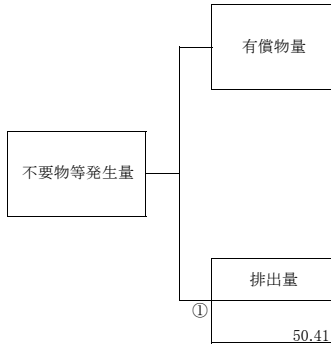 有償物量
不要物等発生量
排出量
①
50.41